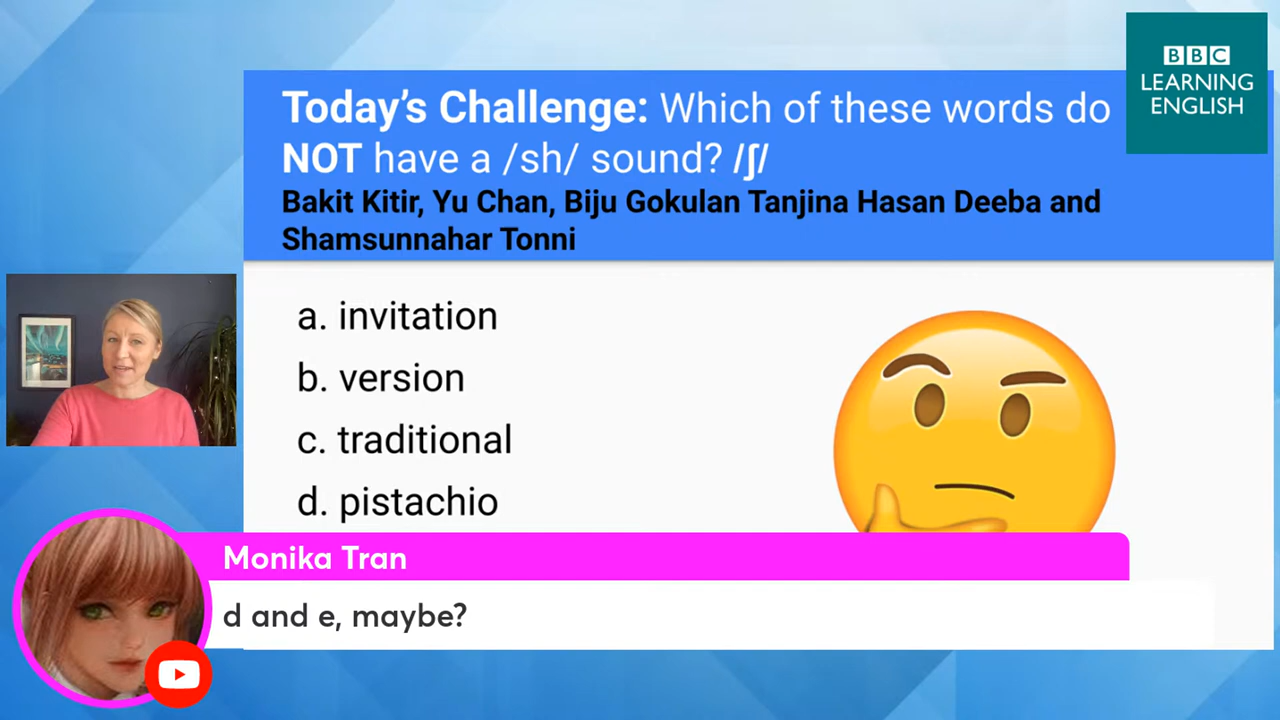 BBC
LEARNING
ENGLISH
Today's Challenge: Which of these words do
NOT have a /sh/ sound? /ʃ/
Bakit Kitir, Yu Chan, Biju Gokulan Tanjina Hasan Deeba and
Shamsunnahar Tonni
a. invitation
b. version
c. traditional
d. pistachio
Monika Tran
d and e, maybe?